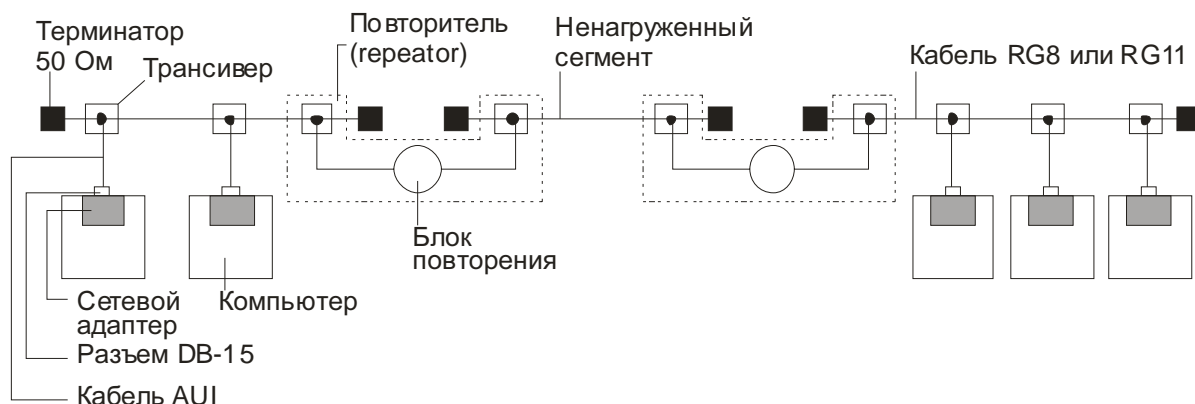 Терминатор
50 Ом
Трансивер
Повторитель
(repeator)
Ненагруженный
сегмент
Кабель RG8 или RG11
Блок
повторения
Сетевой
адаптер
Компьютер
Разъем DB-15
Кабель AUI